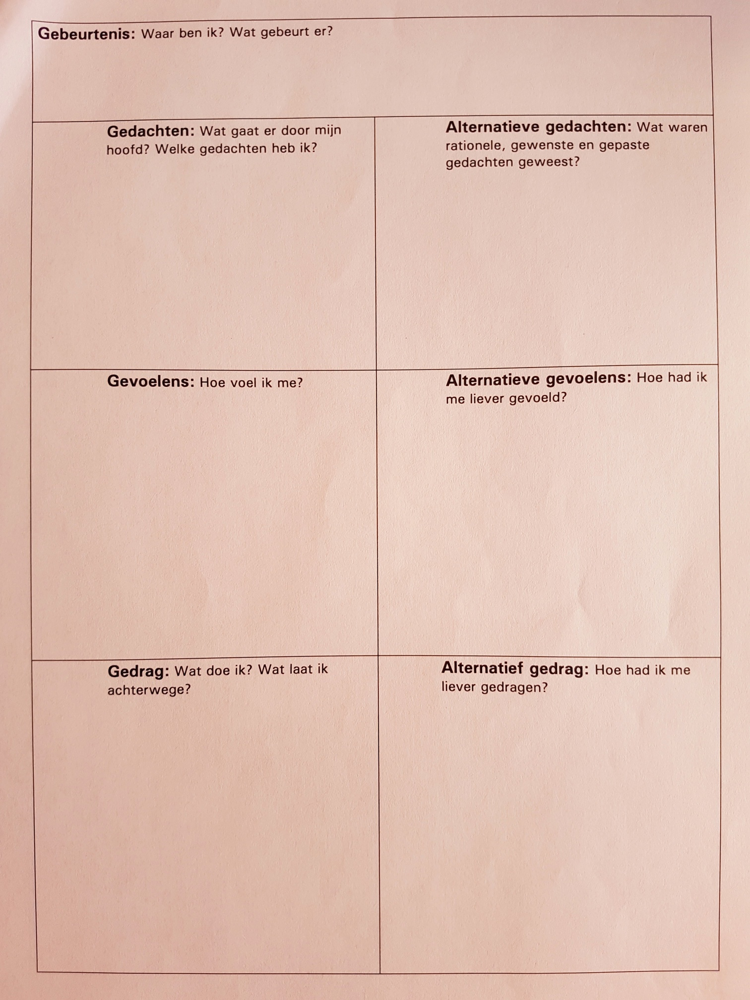 Gebeurtenis: Waar ben ik? Wat gebeurt er?
Gedachten: Wat gaat er door mijn
hoofd? Welke gedachten heb ik?
Alternatieve gedachten: Wat waren
rationele, gewenste en gepaste
gedachten geweest?
Gevoelens: Hoe voel ik me?
Alternatieve gevoelens: Hoe had ik
me liever gevoeld?
Gedrag: Wat doe ik? Wat laat ik
achterwege?
Alternatief gedrag: Hoe had ik me
liever gedragen?